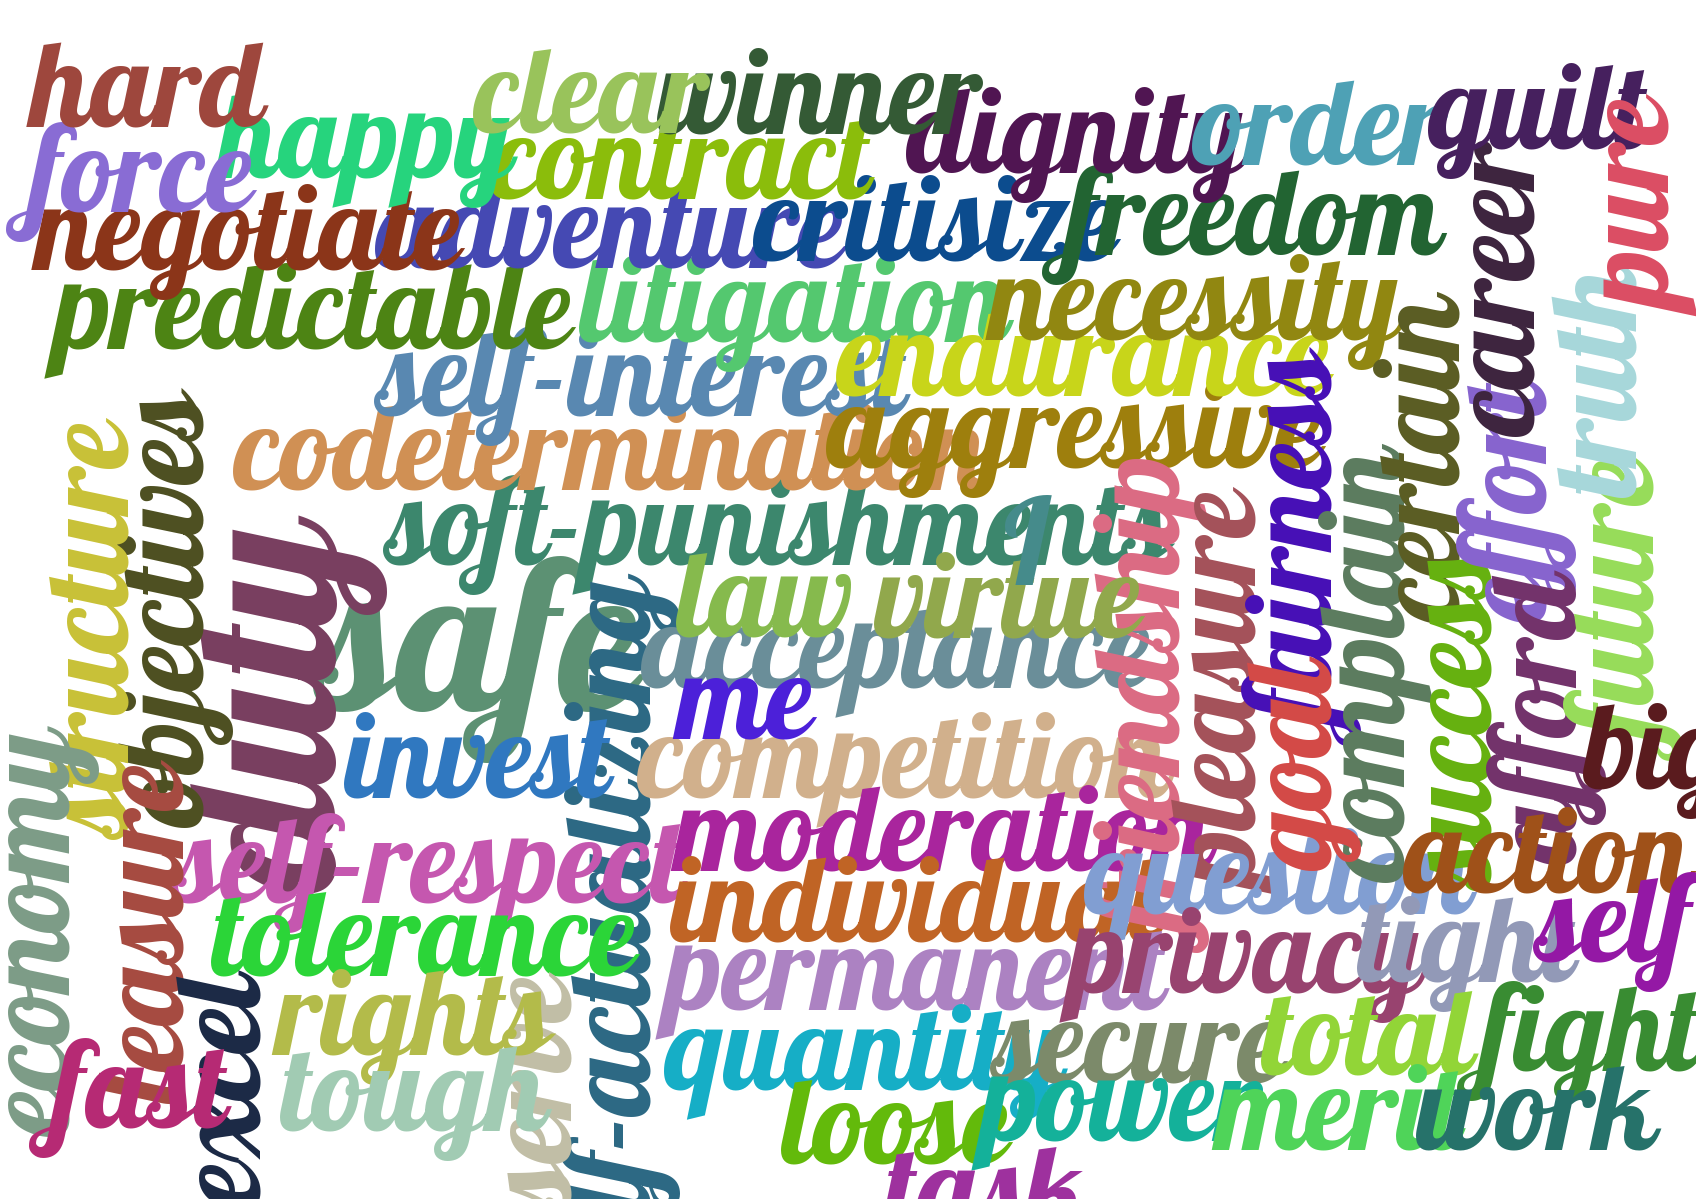 hard
clear
winner
happy
dignity
order
guilt
pure
force
contract
negotiate
adventure
critisize
freedom
career
predictable
litigation
necessity
truth
self-interest
endurance
certain
codetermination
aggressive
fairness
effort
structure
objectives
soft-punishments
I
friendship
pleasure
complain
future
duty
safe
law
virtue
success
afford
acceptance
me
self-actualizing
goal
invest
competition
big
economy
measure
moderation
self-respect
question
action
individual
tolerance
privacy
tight
self
permanent
excel
rights
serve
quantity
secure
total
fight
fast
tough
loose
power
merit
work
task